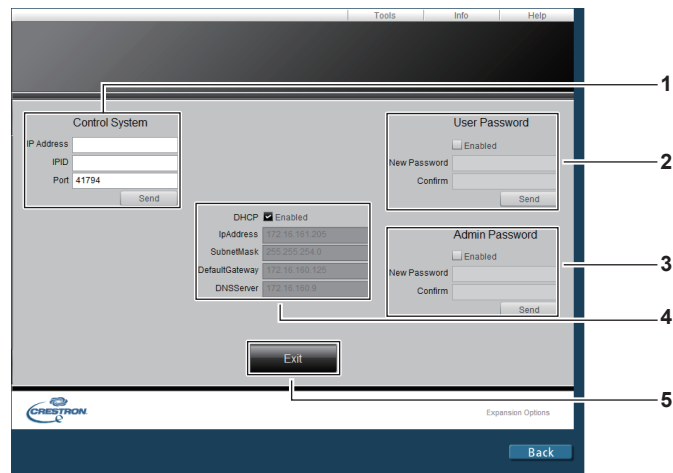 Tools Info Help
1
Control System
IP Address
IPID
Port 41794
Send
User Password
Enabled
New Password
Confirm
Send
2
DHCP Enabled
IpAddress 172.16.161.205
SubnetMask 255.255.254.0
DefaultGateway 172.16.160.125
DNSServer 172.16.160.9
Admin Password
Enabled
New Password
Confirm
Send
3
4
Exit
5
CRESTRON
Expansion Options
Back